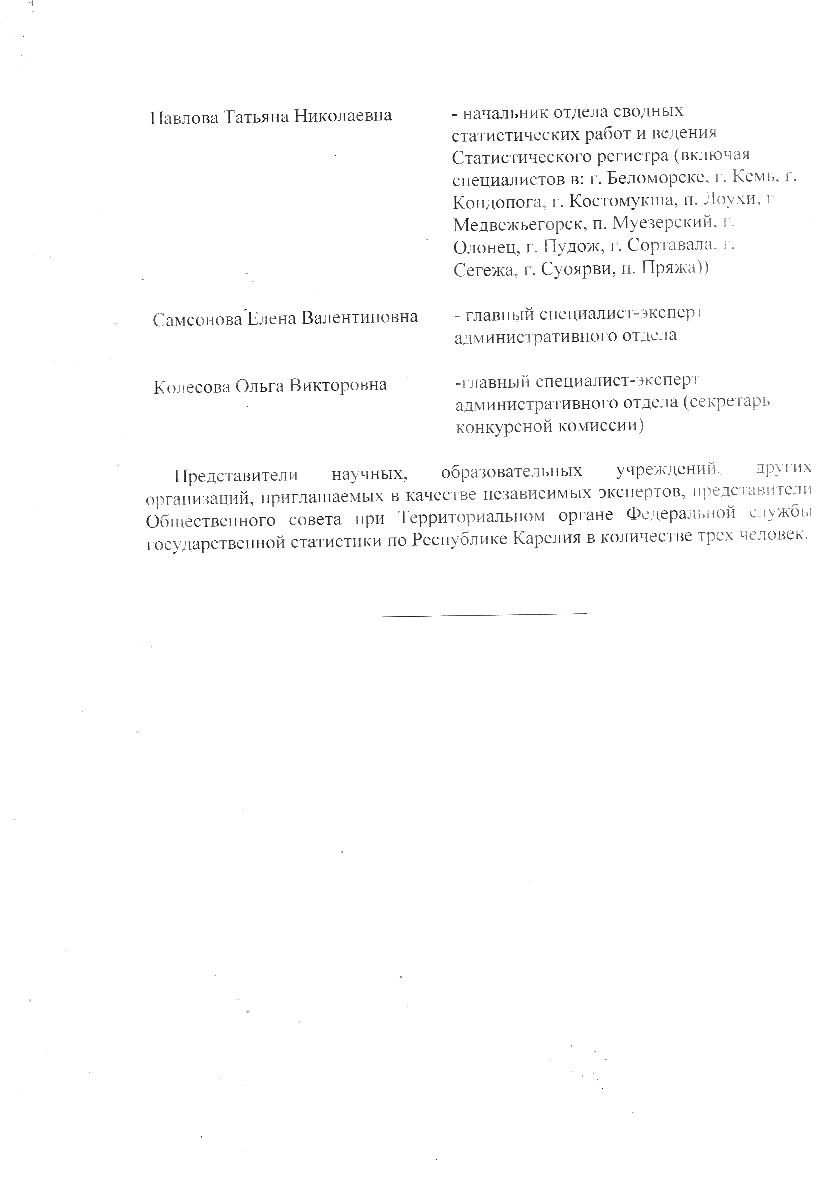 Павлова Татьяна Николаевна - начальник отдела сводных
статистических работ и ведения
Статистического регистра (включая
специалистов в: г. Беломорске, г. Кемь, г.
Кондопога, г. Костомукша, п. Лоухи, г
Медвежьегорск, п. Муезерский, г.
Олонец, г. Пудож, г. Сортавала, г.
Сегежа, г. Суоярви, п. Пряжа))
Самсонова Елена Валентиновна - главный специалист-эксперт
административного отдела
Колесова Ольга Викторовна -главный специалист-эксперт
административного отдела (секретарь
конкурсной комиссии)
Представители научных, образовательных учреждений, других
организаций, приглашаемых в качестве независимых экспертов, представители
Общественного совета при Территориальном органе Федеральной службы
государственной статистики по Республике Карелия в количестве трех человек.